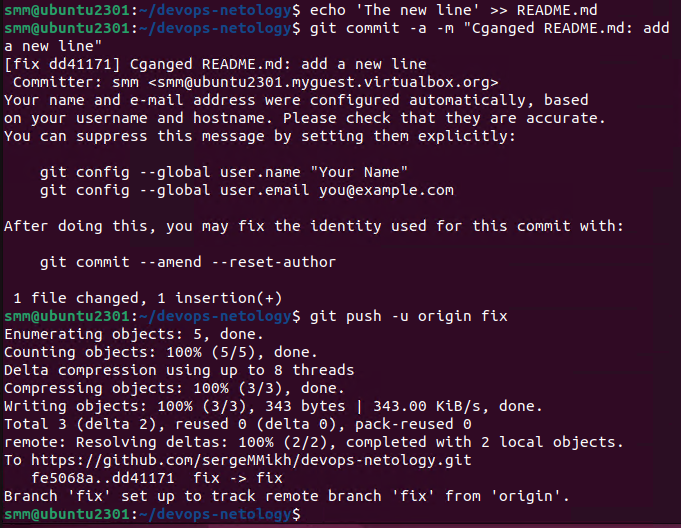 smm@ubuntu2301:~/devops-netology$ echo 'The new line' >> README.md
smm@ubuntu2301:~/devops-netology$ git commit -a -m "Cganged README.md: add
a new line"
[fix dd41171] Cganged README.md: add a new line
 Committer: smm <smm@ubuntu2301.myguest.virtualbox.org>
Your name and e-mail address were configured automatically, based
on your username and hostname. Please check that they are accurate.
You can suppress this message by setting them explicitly:

    git config --global user.name "Your Name"
    git config --global user.email you@example.com

After doing this, you may fix the identity used for this commit with:

    git commit --amend --reset-author

 1 file changed, 1 insertion(+)
smm@ubuntu2301:~/devops-netology$ git push -u origin fix
Enumerating objects: 5, done.
Counting objects: 100% (5/5), done.
Delta compression using up to 8 threads
Compressing objects: 100% (3/3), done.
Writing objects: 100% (3/3), 343 bytes | 343.00 KiB/s, done.
Total 3 (delta 2), reused 0 (delta 0), pack-reused 0
remote: Resolving deltas: 100% (2/2), completed with 2 local objects.
To https://github.com/sergeMMikh/devops-netology.git
   fe5068a..dd41171  fix -> fix
Branch 'fix' set up to track remote branch 'fix' from 'origin'.
smm@ubuntu2301:~/devops-netology$